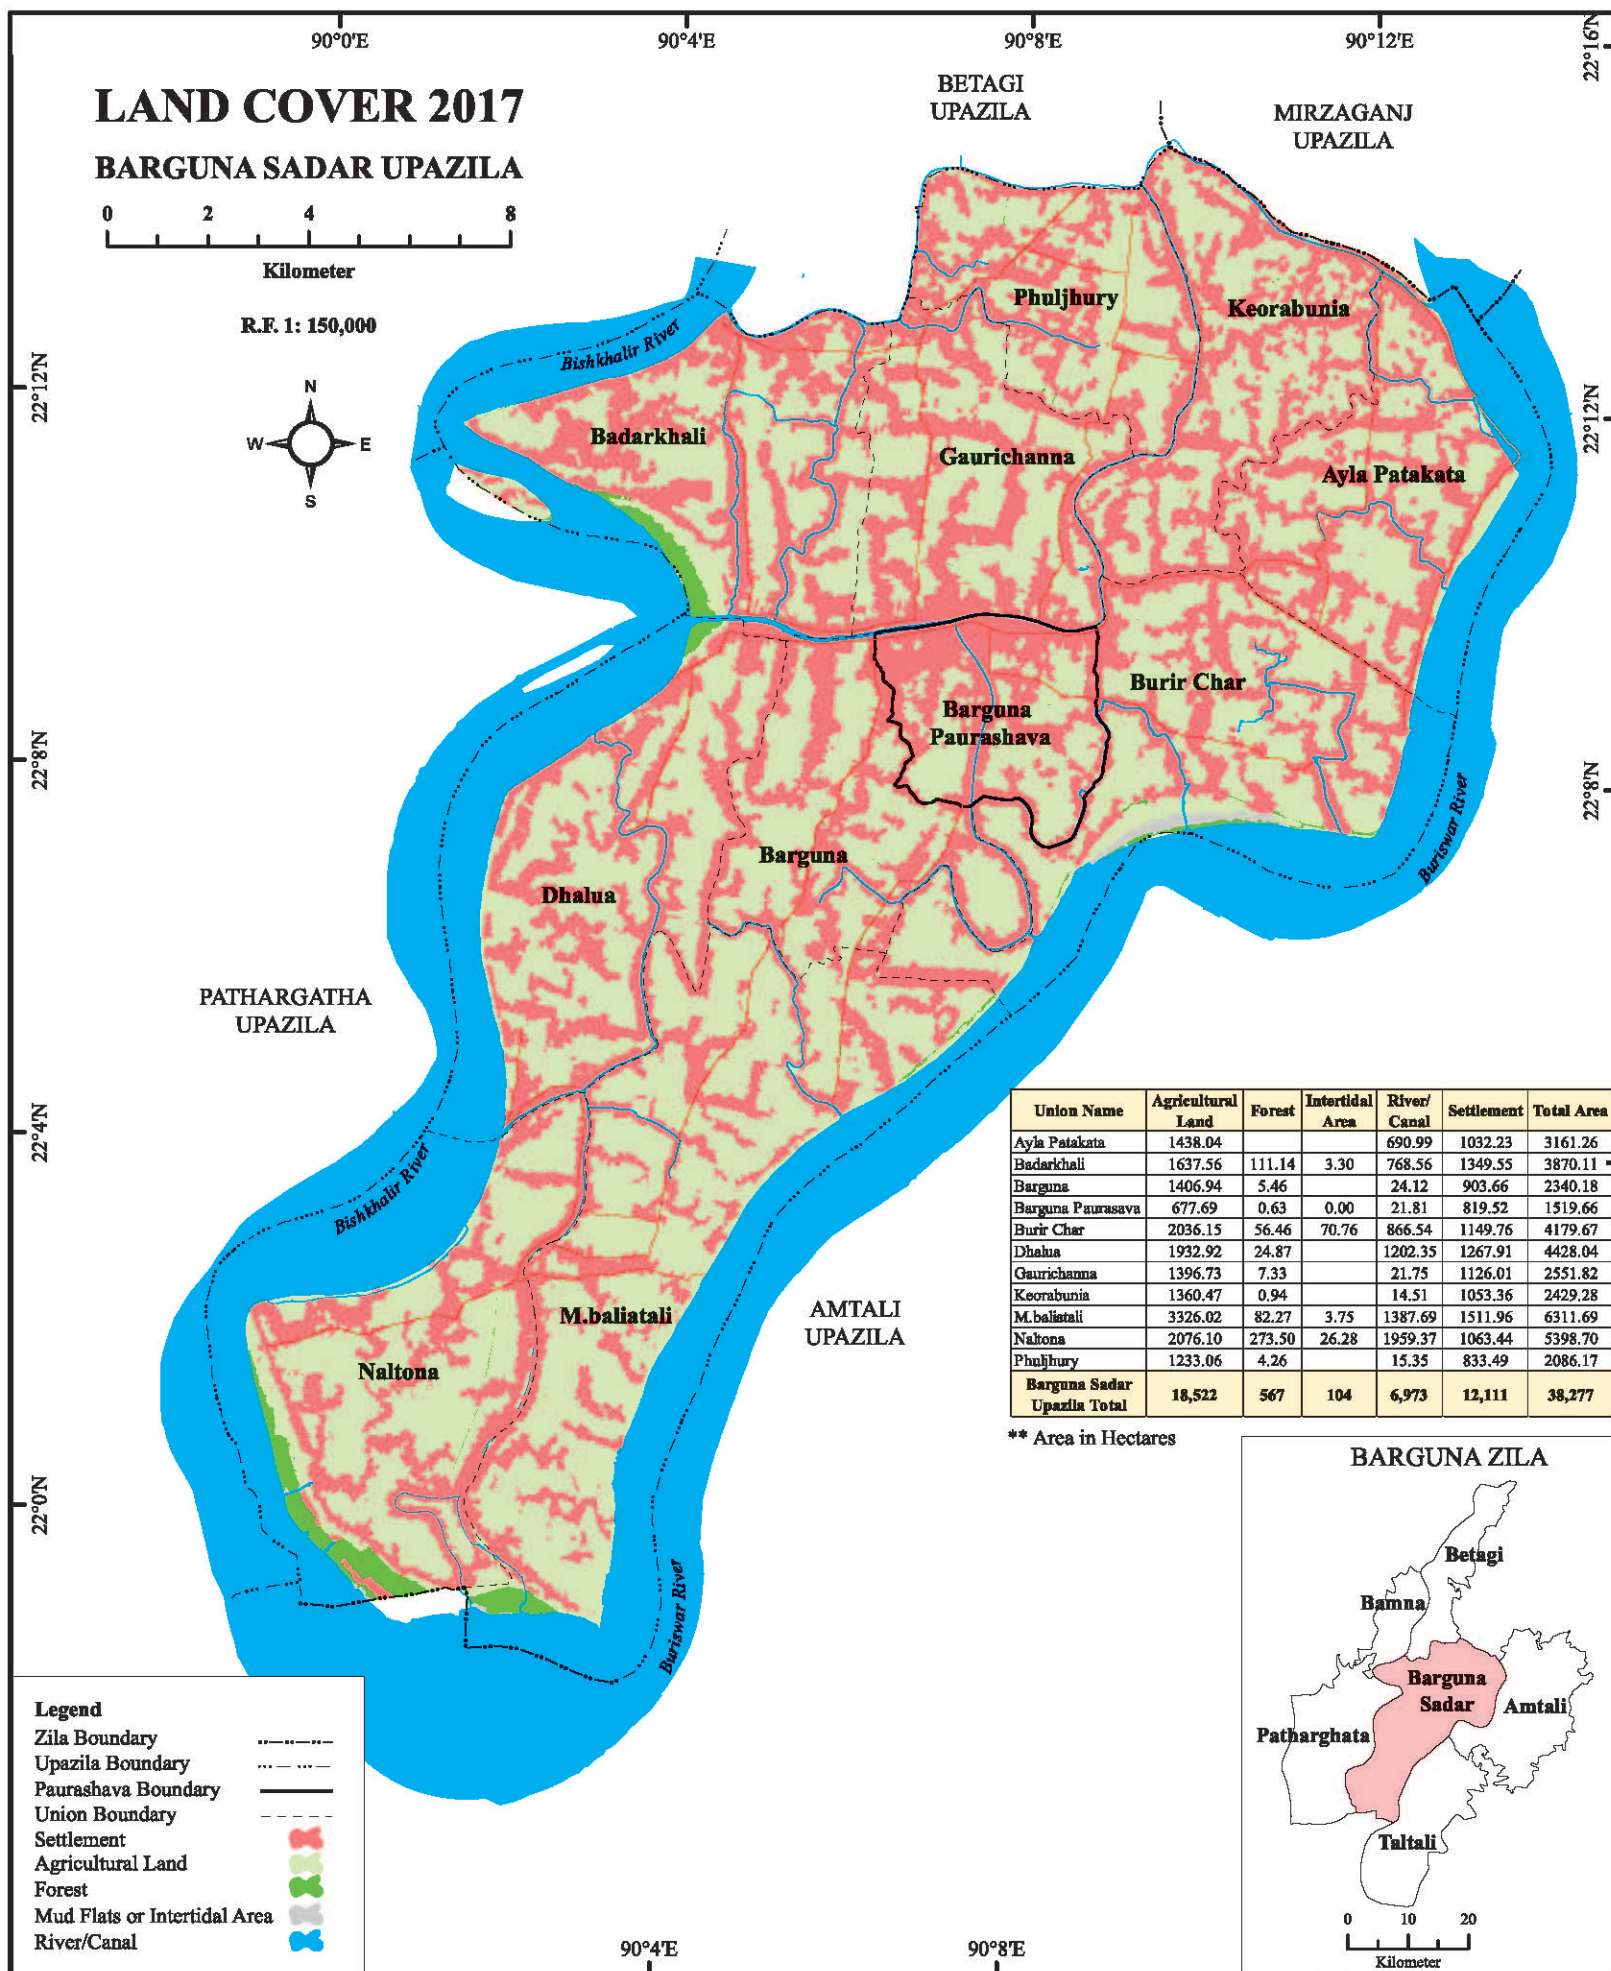 90°0'E
90°4'E
90°8'E
90°12'E
22°16'N
LAND COVER 2017
BARGUNA SADAR UPAZILA
0 2 4 8
Kilometer
R.F. 1: 150,000
N
W E
S
BETAGI
UPAZILA
MIRZAGANJ
UPAZILA
22°12'N
22°12'N
Bishkhalir River
Phuljhury
Keorabunia
Badarkhali
Gaurichanna
Ayla Patakata
Burir Char
Barguna
Paurashava
22°8'N
22°8'N
Buriswar River
Barguna
Dhalua
PATHARGATHA
UPAZILA
22°4'N
Bishkhalir River
AMTALI
UPAZILA
M.baliatali
Naltona
22°0'N
Buriswar River
Union Name Agricultural Land Forest Intertidal Area River/ Canal Settlement Total Area
Ayla Patakata 1438.04 690.99 1032.23 3161.26
Badarkhali 1637.56 111.14 3.30 768.56 1349.55 3870.11
Barguna 1406.94 5.46 24.12 903.66 2340.18
Barguna Paurasava 677.69 0.63 0.00 21.81 819.52 1519.66
Burir Char 2036.15 56.46 70.76 866.54 1149.76 4179.67
Dhalua 1932.92 24.87 1202.35 1267.91 4428.04
Gaurichanna 1396.73 7.33 21.75 1126.01 2551.82
Keorabunia 1360.47 0.94 14.51 1053.36 2429.28
M.baliatali 3326.02 82.27 3.75 1387.69 1511.96 6311.69
Naltona 2076.10 273.50 26.28 1959.37 1063.44 5398.70
Phuljhury 1233.06 4.26 15.35 833.49 2086.17
Barguna Sadar Upazila Total 18,522 567 104 6,973 12,111 38,277
** Area in Hectares
BARGUNA ZILA
Betagi
Bamna
Barguna
Sadar
Amtali
Patharghata
Taltali
0 10 20
Kilometer
Legend
Zila Boundary
Upazila Boundary
Paurashava Boundary
Union Boundary
Settlement
Agricultural Land
Forest
Mud Flats or Intertidal Area
River/Canal
90°4'E
90°8'E